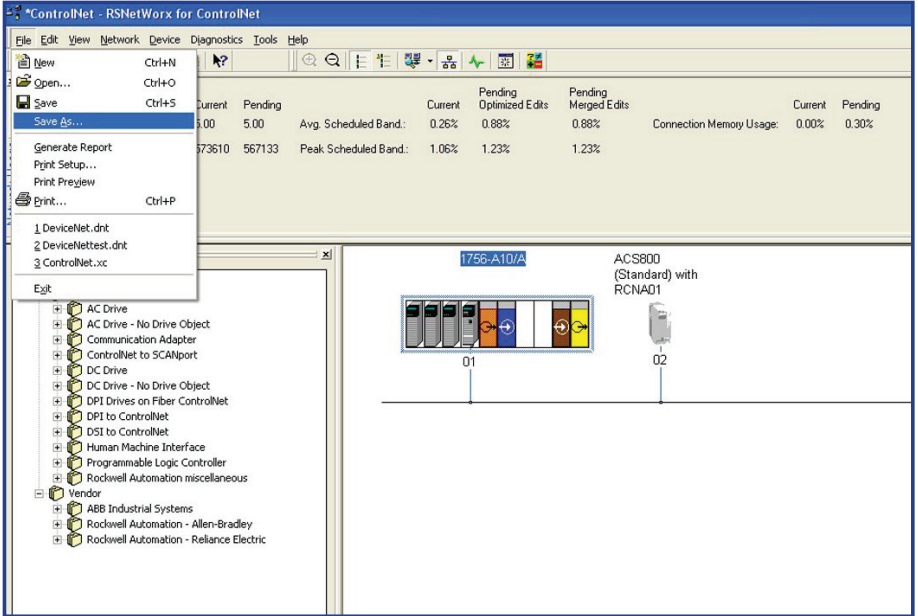 *ControlNet - RSNetWorx for ControlNet
File Edit View Network Device Diagnostics Tools Help
New Ctrl+N
Open... Ctrl+O
Save Ctrl+S
Save As...
Generate Report
Print Setup...
Print Preview
Print... Ctrl+P
1 DeviceNet.dnt
2 DeviceNettest.dnt
3 ControlNet.xc
Exit
Current Pending Current Pending Optimized Edits Pending Merged Edits Current Pending
5.00 5.00 Avg. Scheduled Band.: 0.26% 0.88% 0.88% Connection Memory Usage: 0.00% 0.30%
573610 567133 Peak Scheduled Band.: 1.06% 1.23% 1.23%
AC Drive
AC Drive - No Drive Object
Communication Adapter
ControlNet to SCANport
DC Drive
DC Drive - No Drive Object
DPI Drives on Fiber ControlNet
DPI to ControlNet
DSI to ControlNet
Human Machine Interface
Programmable Logic Controller
Rockwell Automation miscellaneous
Vendor
ABB Industrial Systems
Rockwell Automation - Allen-Bradley
Rockwell Automation - Reliance Electric
1756-A10/A
ACS800
(Standard) with
RCNA01
01
02